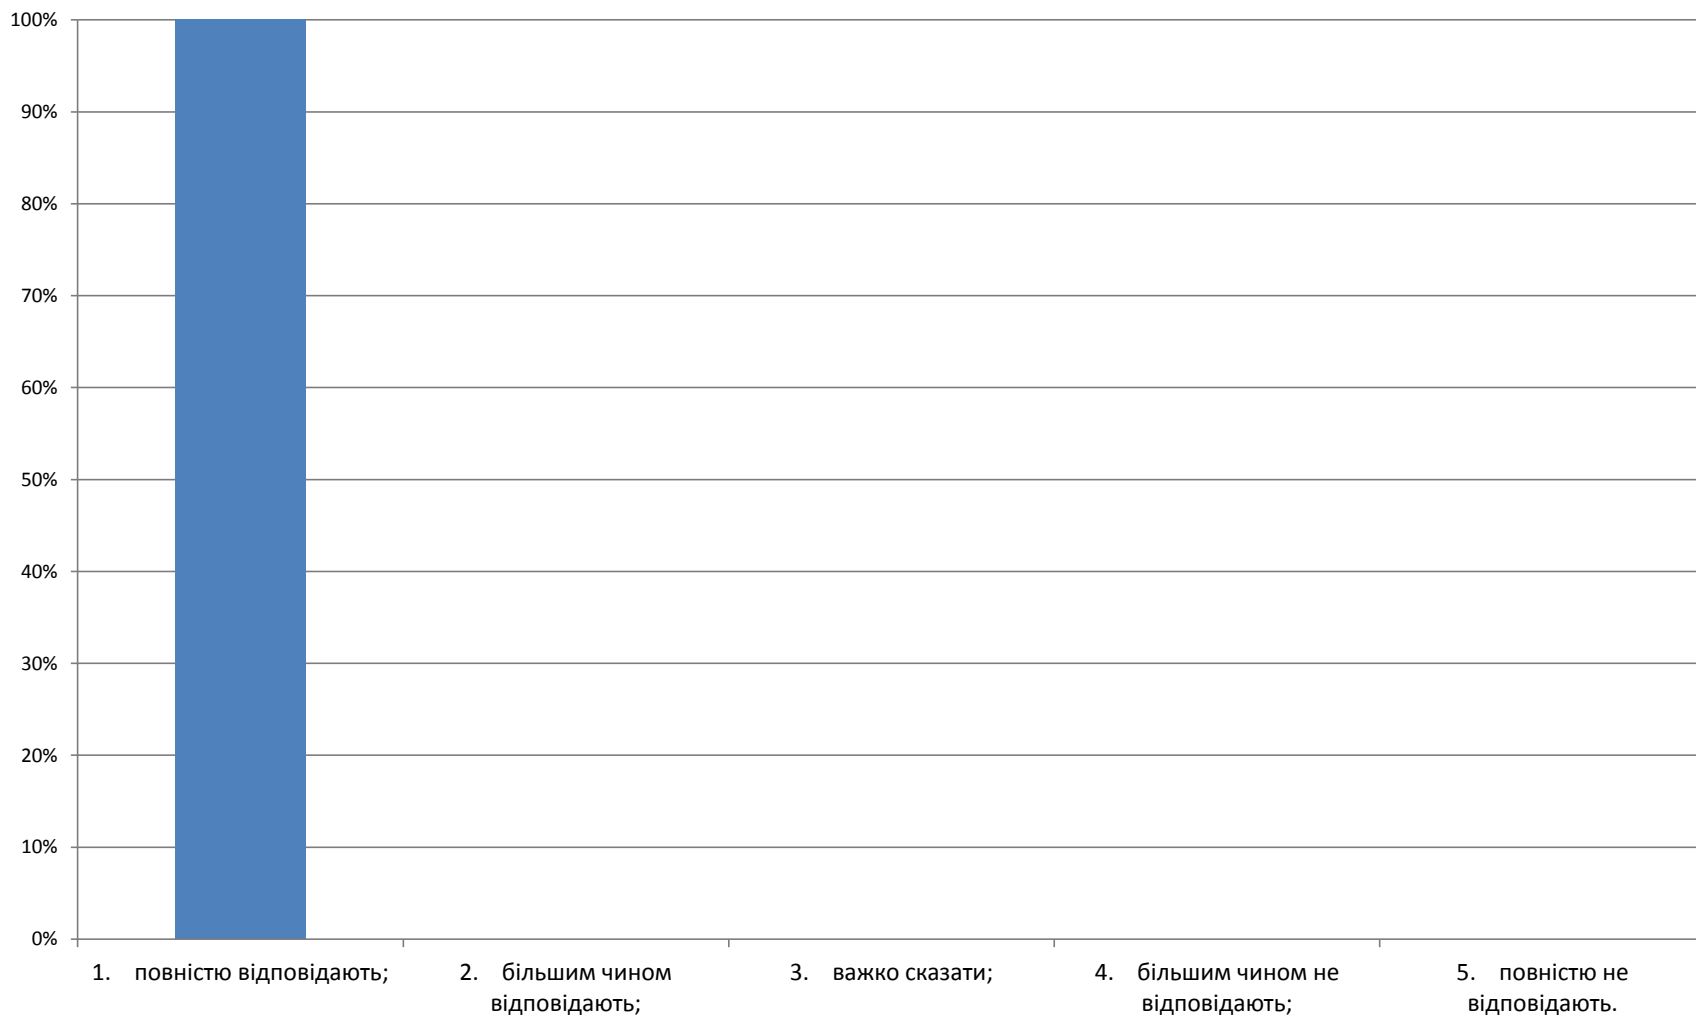 100%
90%
80%
70%
60%
50%
40%
30%
20%
10%
0%
1. повністю відповідають;
2. більшим чином
відповідають;
3. важко сказати;
4. більшим чином не
відповідають;
5. повністю не
відповідають.